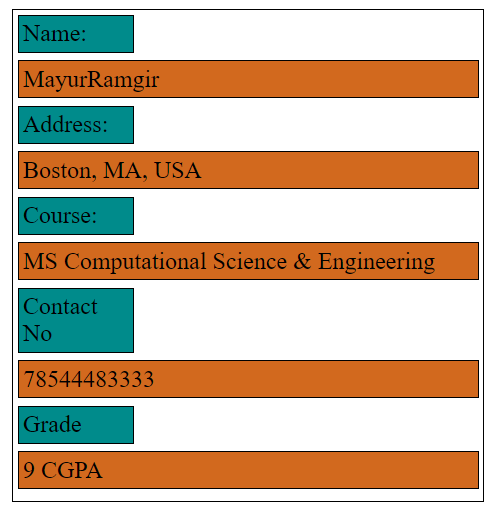 Name:
MayurRamgir
Address:
Boston, MA, USA
Course:
MS Computational Science & Engineering
Contact
No
78544483333
Grade
9 CGPA